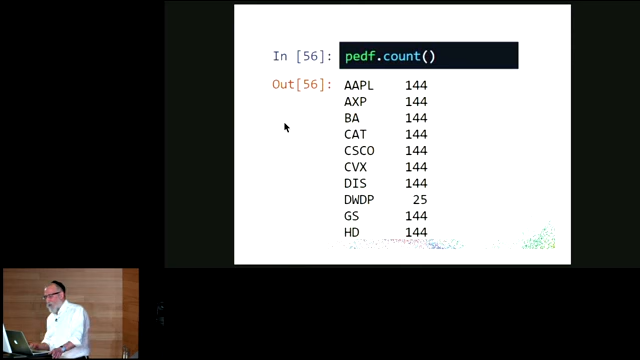 In [56]: pedf.count()
Out[56]:
AAPL 144
AXP 144
BA 144
CAT 144
CSCO 144
CVX 144
DIS 144
DWDP 25
GS 144
HD 144